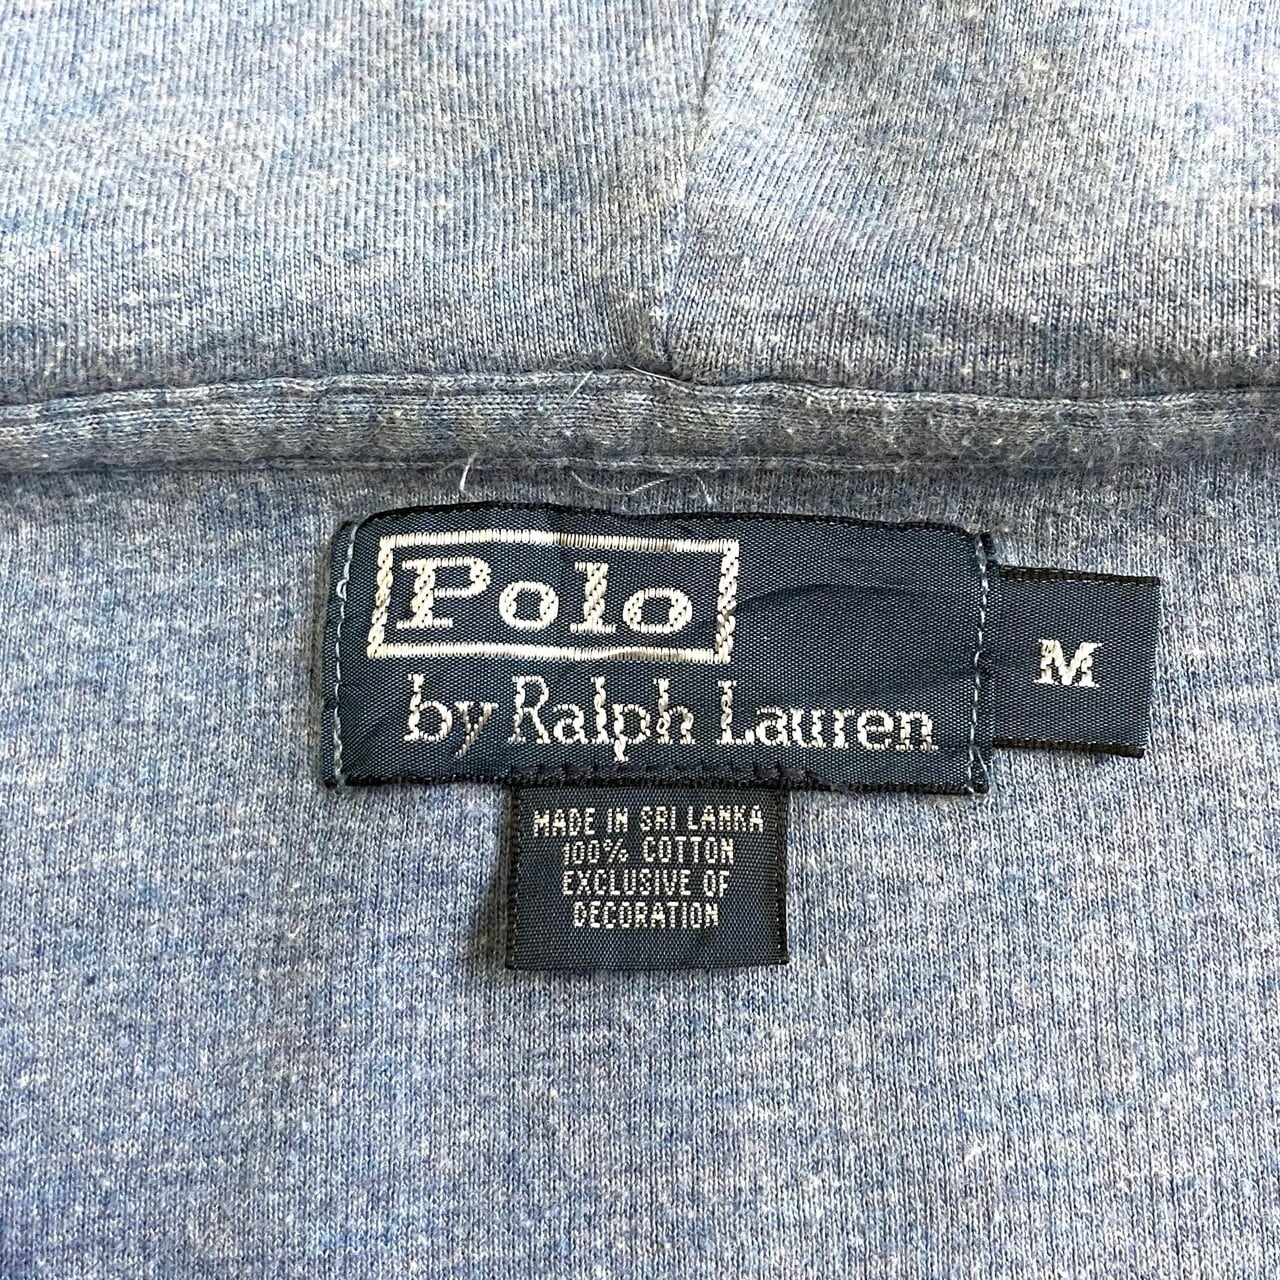 Polo
by Ralph Lauren
M
MADE IN SRI LANKA
100% COTTON
EXCLUSIVE OF
DECORATION